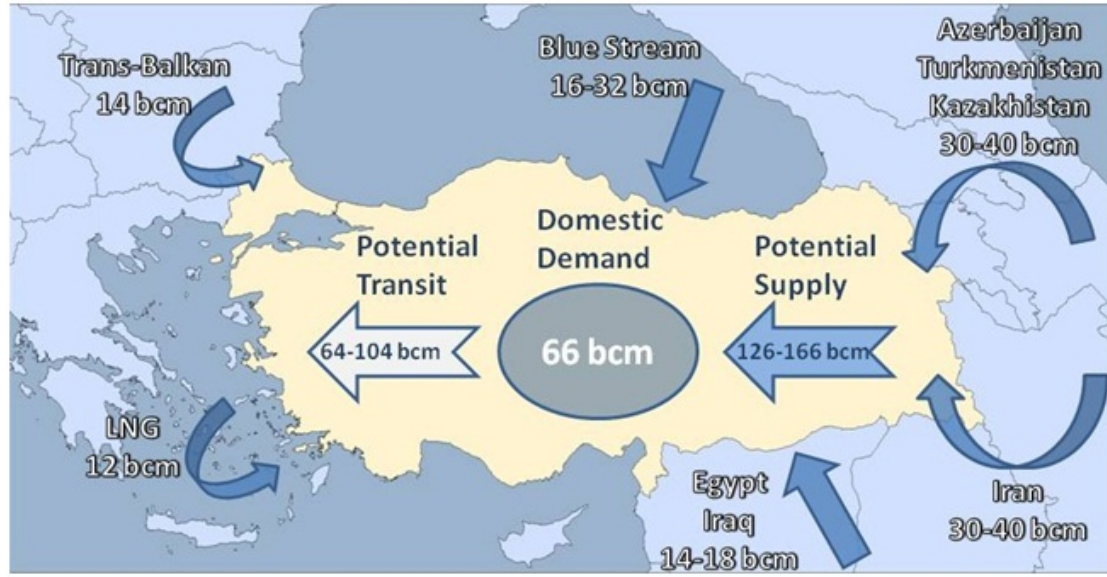 Trans-Balkan
14 bcm
Blue Stream
16-32 bcm
Azerbaijan
Turkmenistan
Kazakhistan
30-40 bcm
Potential
Transit
64-104 bcm
Domestic
Demand
66 bcm
Potential
Supply
126-166 bcm
LNG
12 bcm
Egypt
Iraq
14-18 bcm
Iran
30-40 bcm